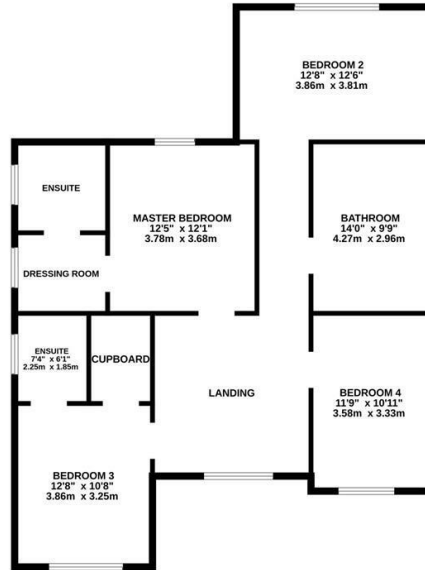 BEDROOM 2
12'8" x 12'6"
3.86m x 3.81m
ENSUITE
MASTER BEDROOM
12'5" x 12'1"
3.78m x 3.68m
BATHROOM
14'0" x 9'9"
4.27m x 2.96m
DRESSING ROOM
ENSUITE
7'4" x 6'1"
2.25m x 1.85m
CUPBOARD
LANDING
BEDROOM 4
11'9" x 10'11"
3.58m x 3.33m
BEDROOM 3
12'8" x 10'8"
3.86m x 3.25m